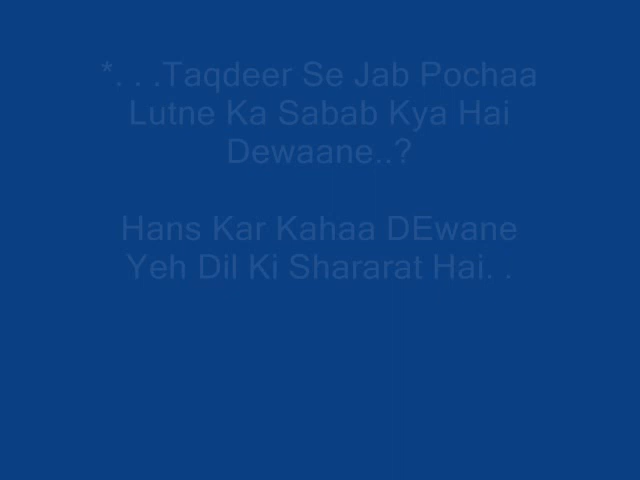 *. . .Taqdeer Se Jab Pochaa
Lutne Ka Sabab Kya Hai
Dewaane..?
Hans Kar Kahaa DEwane
Yeh Dil Ki Shararat Hai. .